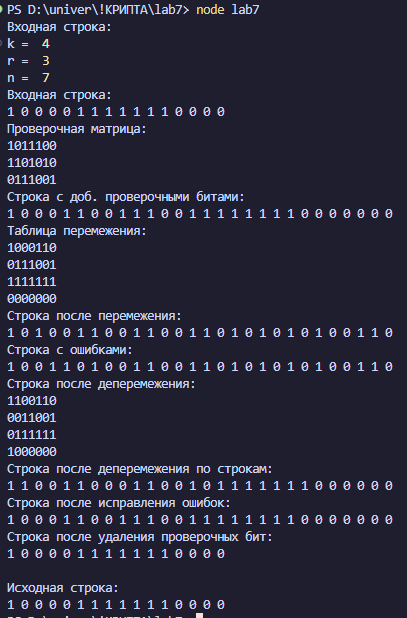 PS D:\univer\!КРИПТА\lab7> node lab7
Входная строка:
k =  4
r =  3
n =  7
Входная строка:
1 0 0 0 0 1 1 1 1 1 1 1 0 0 0 0
Проверочная матрица:
1011100
1101010
0111001
Строка с доб. проверочными битами:
1 0 0 0 1 1 0 0 1 1 1 0 0 1 1 1 1 1 1 1 1 0 0 0 0 0 0 0
Таблица перемежения:
1000110
0111001
1111111
0000000
Строка после перемежения:
1 0 1 0 0 1 1 0 0 1 1 0 0 1 1 0 1 0 1 0 1 0 1 0 0 1 1 0
Строка с ошибками:
1 0 0 1 1 0 1 0 0 1 1 0 0 1 1 0 1 0 1 0 1 0 1 0 0 1 1 0
Строка после деперемежения:
1100110
0011001
0111111
1000000
Строка после деперемежения по строкам:
1 1 0 0 1 1 0 0 0 1 1 0 0 1 0 1 1 1 1 1 1 1 0 0 0 0 0 0
Строка после исправления ошибок:
1 0 0 0 1 1 0 0 1 1 1 0 0 1 1 1 1 1 1 1 1 0 0 0 0 0 0 0
Строка после удаления проверочных бит:
1 0 0 0 0 1 1 1 1 1 1 1 0 0 0 0
Исходная строка:
1 0 0 0 0 1 1 1 1 1 1 1 0 0 0 0